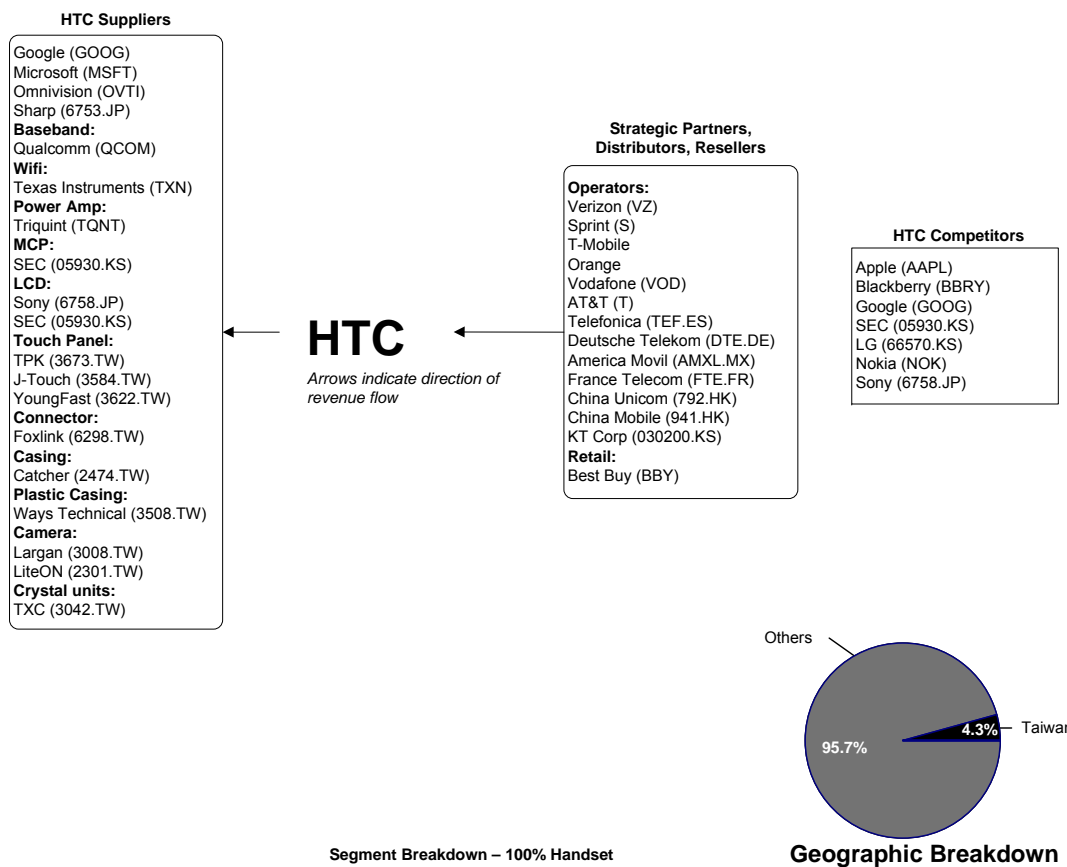 HTC Suppliers
Google (GOOG)
Microsoft (MSFT)
Omnivision (OVTI)
Sharp (6753.JP)
Baseband:
Qualcomm (QCOM)
Wifi:
Texas Instruments (TXN)
Power Amp:
Triquint (TQNT)
MCP:
SEC (05930.KS)
LCD:
Sony (6758.JP)
SEC (05930.KS)
Touch Panel:
TPK (3673.TW)
J-Touch (3584.TW)
YoungFast (3622.TW)
Connector:
Foxlink (6298.TW)
Casing:
Catcher (2474.TW)
Plastic Casing:
Ways Technical (3508.TW)
Camera:
Largan (3008.TW)
LiteON (2301.TW)
Crystal units:
TXC (3042.TW)
HTC
Arrows indicate direction of
revenue flow
Strategic Partners,
Distributors, Resellers
Operators:
Verizon (VZ)
Sprint (S)
T-Mobile
Orange
Vodafone (VOD)
AT&T (T)
Telefonica (TEF.ES)
Deutsche Telekom (DTE.DE)
America Movil (AMXL.MX)
France Telecom (FTE.FR)
China Unicom (792.HK)
China Mobile (941.HK)
KT Corp (030200.KS)
Retail:
Best Buy (BBY)
HTC Competitors
Apple (AAPL)
Blackberry (BBRY)
Google (GOOG)
SEC (05930.KS)
LG (66570.KS)
Nokia (NOK)
Sony (6758.JP)
Others
95.7%
4.3%
Taiwan
Geographic Breakdown
Segment Breakdown – 100% Handset